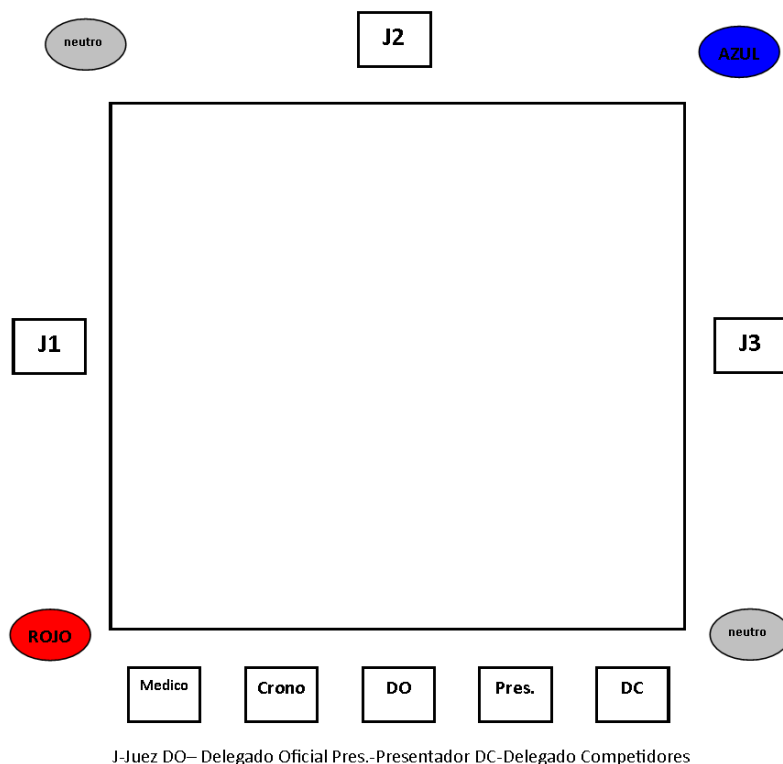 neutro
J2
AZUL
J1
J3
ROJO
neutro
Medico
Crono
DO
Pres.
DC
J-Juez DO– Delegado Oficial Pres.-Presentador DC-Delegado Competidores